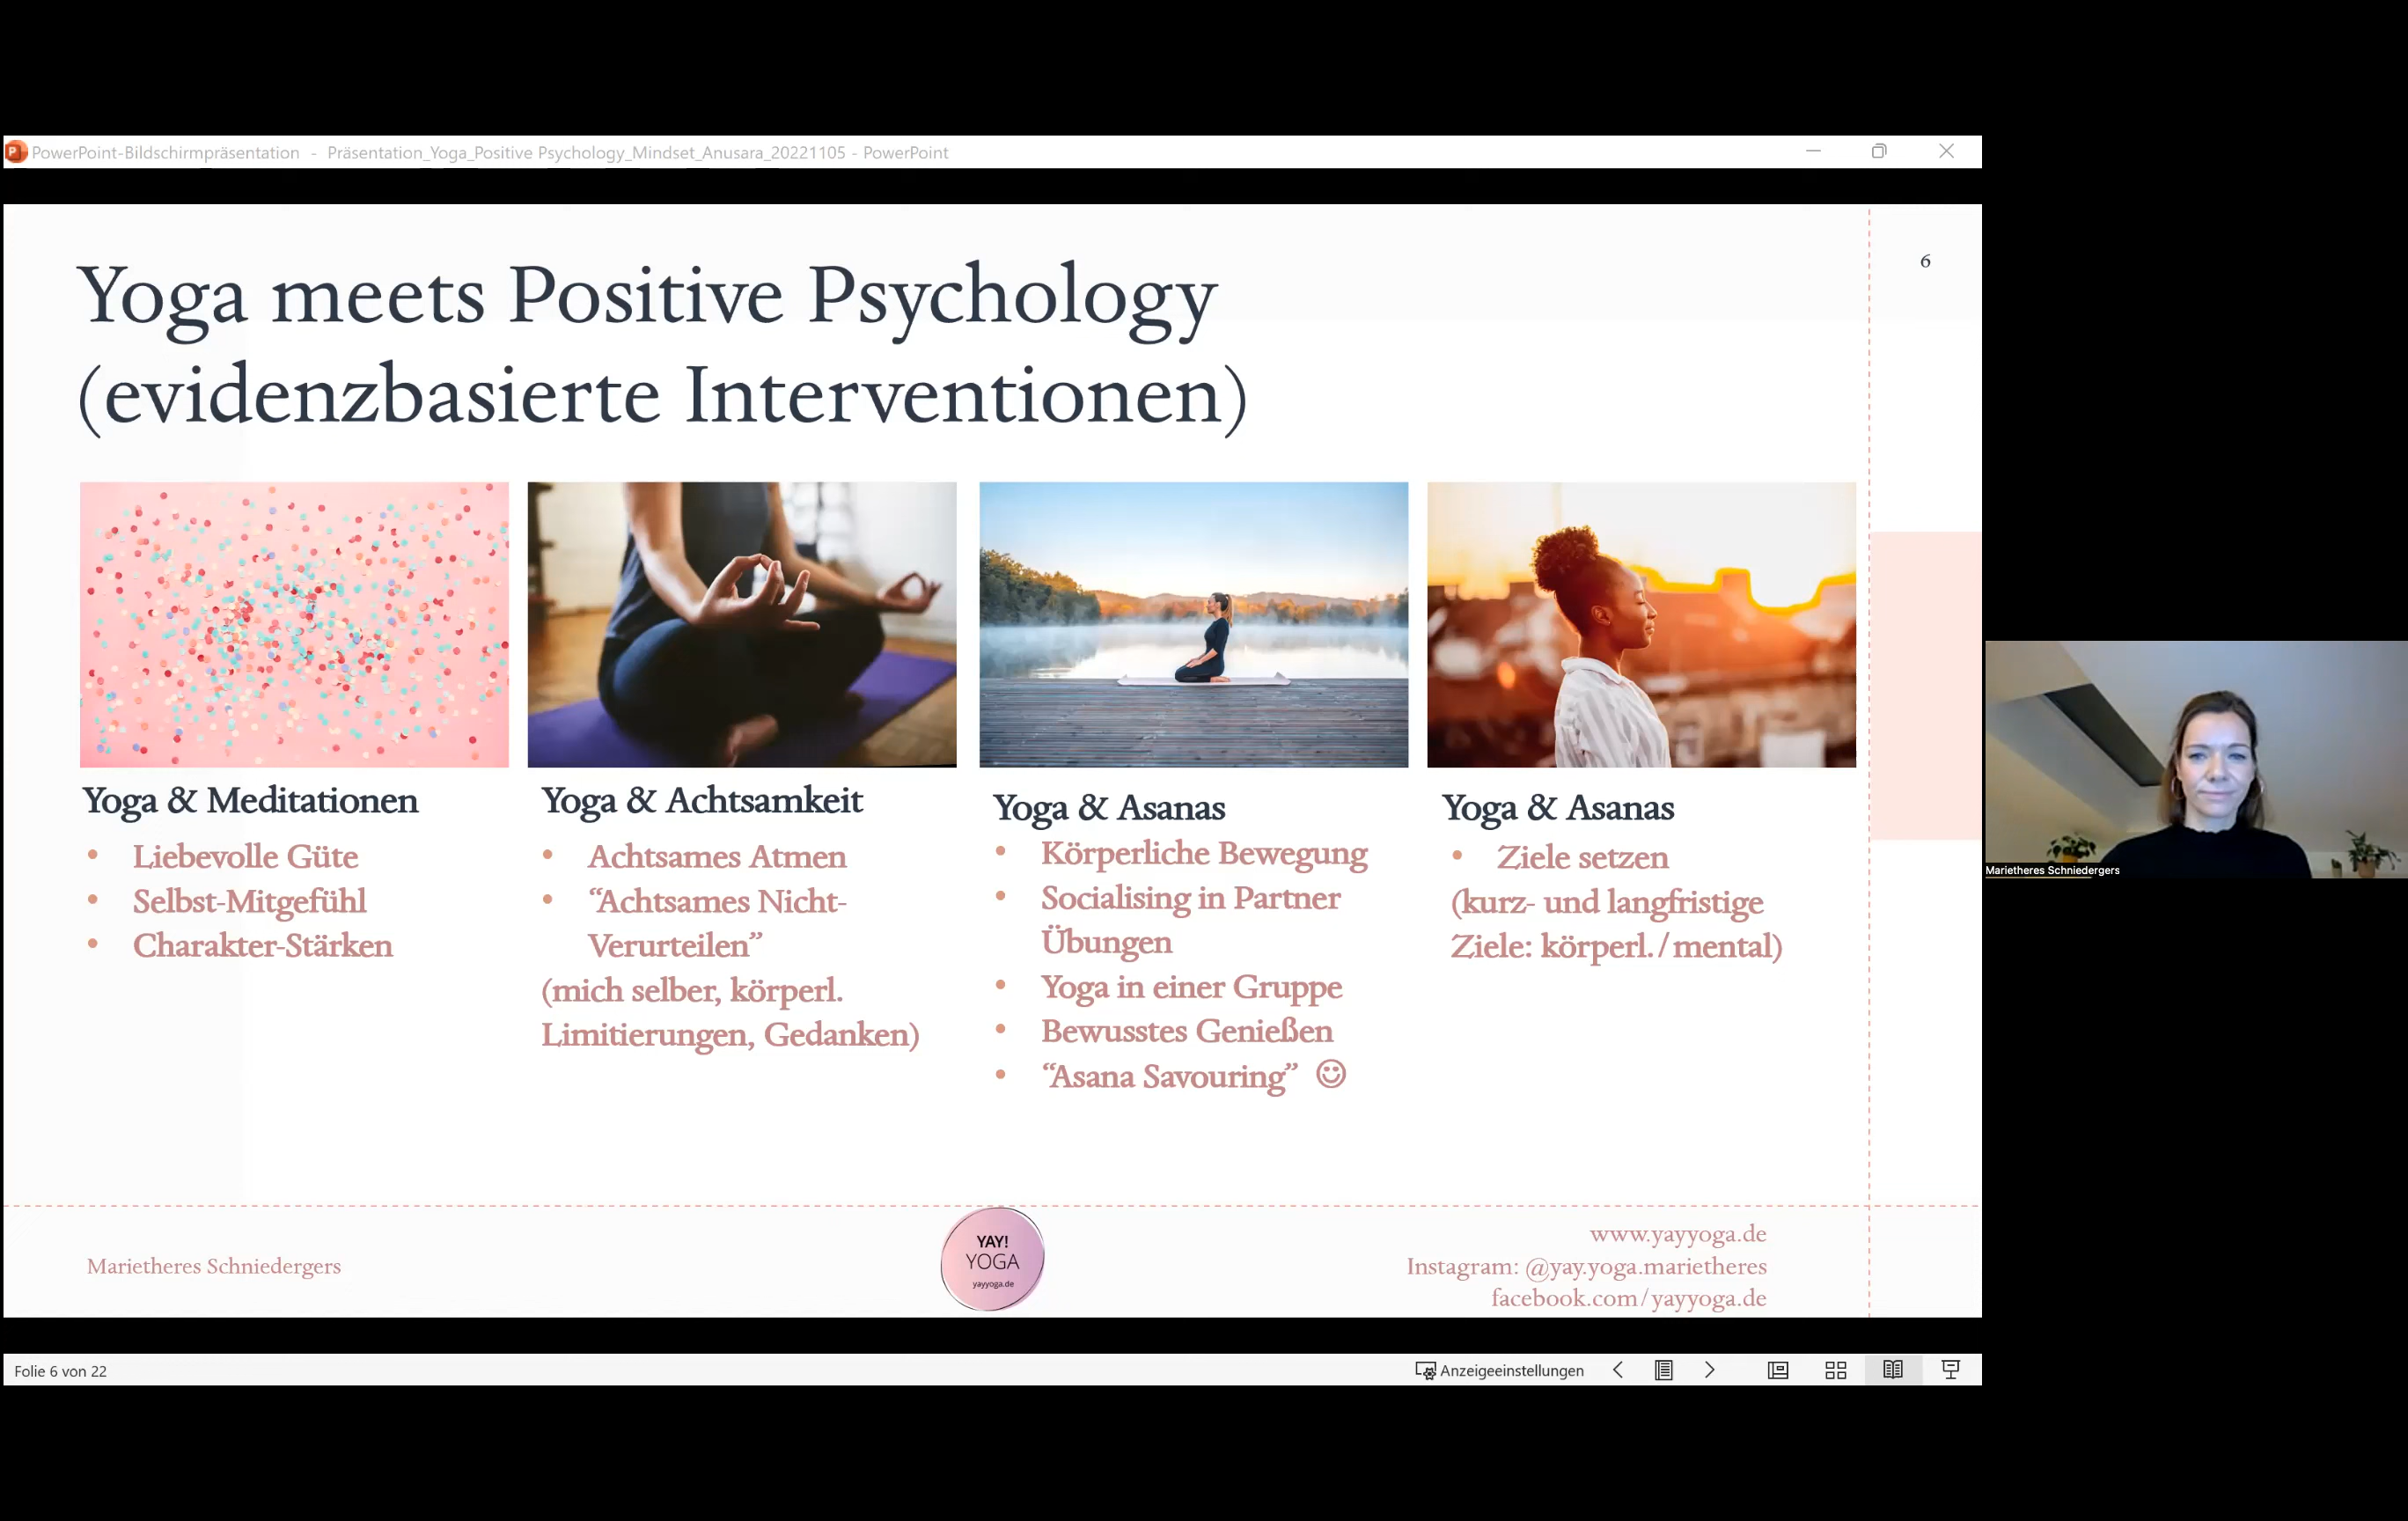 PowerPoint-Bildschirmpräsentation - Präsentation_Yoga_Positive Psychology_Mindset_Anusara_20221105 - PowerPoint
6
Yoga meets Positive Psychology
(evidenzbasierte Interventionen)
Yoga & Meditationen
• Liebevolle Güte
• Selbst-Mitgefühl
• Charakter-Stärken
Yoga & Achtsamkeit
• Achtsames Atmen
• “Achtsames Nicht-
Verurteilen”
(mich selber, körperl.
Limitierungen, Gedanken)
Yoga & Asanas
• Körperliche Bewegung
• Socialising in Partner
Übungen
• Yoga in einer Gruppe
• Bewusstes Genießen
• “Asana Savouring” ☺
Yoga & Asanas
• Ziele setzen
(kurz- und langfristige
Ziele: körperl./mental)
Marietheres Schniedergers
Marietheres Schniedergers
YAY!
YOGA
yayyoga.de
www.yayyoga.de
Instagram: @yay.yoga.marietheres
facebook.com/yayyoga.de
Folie 6 von 22
Anzeigeeinstellungen